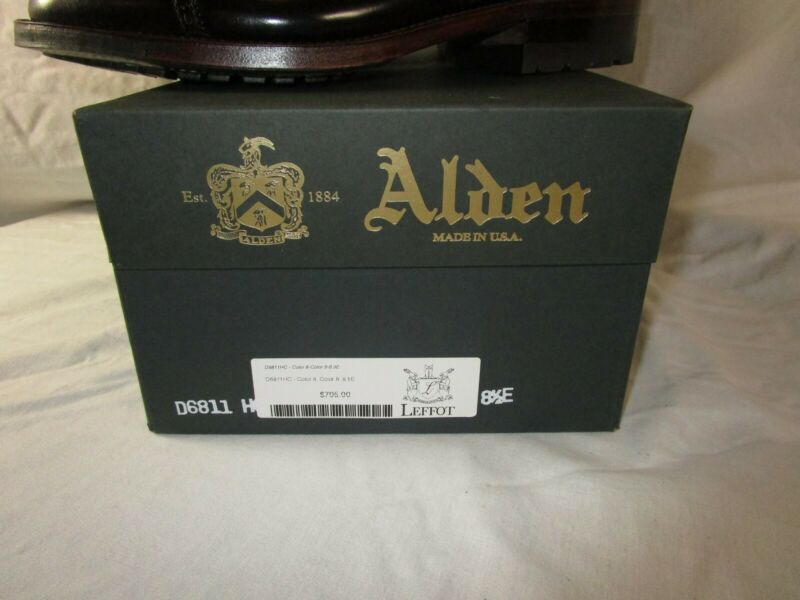 Est.
1884
ALDEN
Alden
MADE IN U.S.A.
D6811HC - Color 8-Color 8-8.5E
D6811HC - Color 8, Color 8, 8.5E
$705.00
LEFFOT
D6811 H
8½E